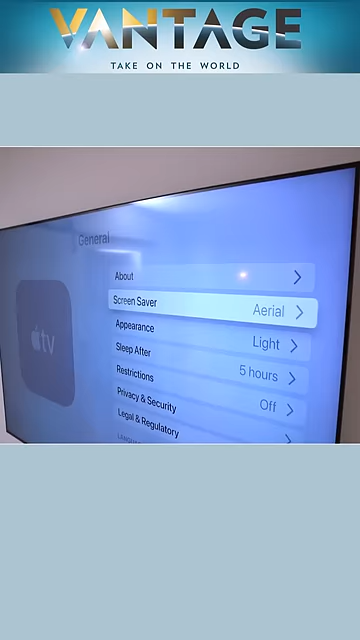 VANTAGE
TAKE ON THE WORLD
General
About
Screen Saver Aerial
Appearance Light
Sleep After 5 hours
Restrictions Off
Privacy & Security
Legal & Regulatory
tv